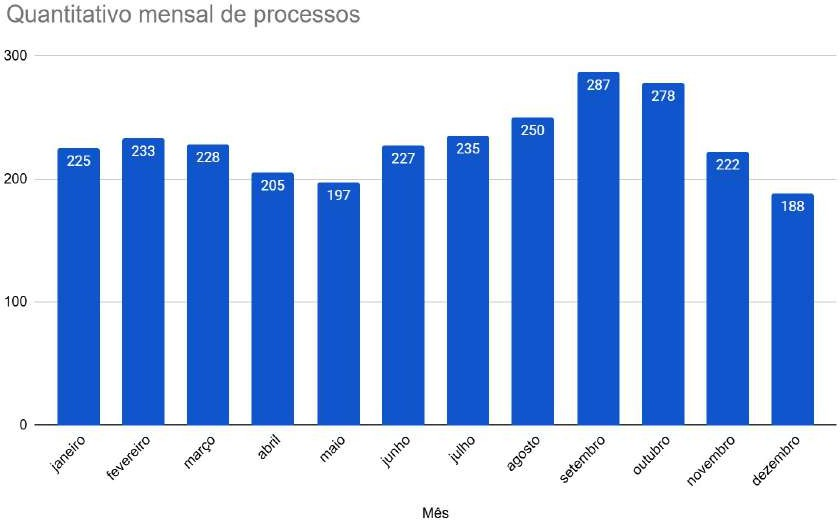 Quantitativo mensal de processos
300
200
100
0
225
233
228
205
197
227
235
250
287
278
222
188
janeiro
fevereiro
março
abril
maio
junho
julho
agosto
setembro
outubro
novembro
dezembro
Mês